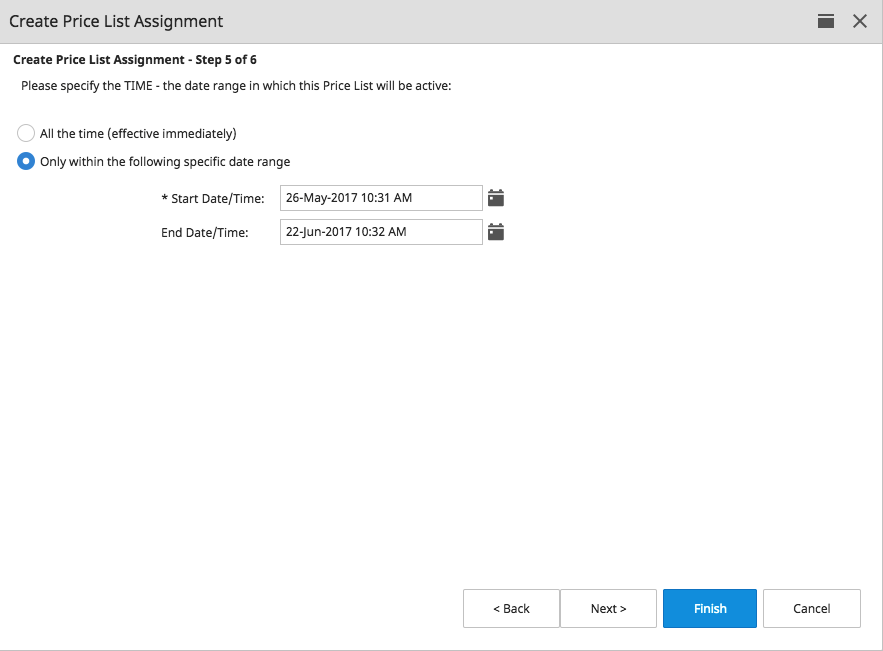 Create Price List Assignment
Create Price List Assignment - Step 5 of 6
Please specify the TIME - the date range in which this Price List will be active:
All the time (effective immediately)
Only within the following specific date range
* Start Date/Time: 26-May-2017 10:31 AM
End Date/Time: 22-Jun-2017 10:32 AM
< Back Next > Finish Cancel